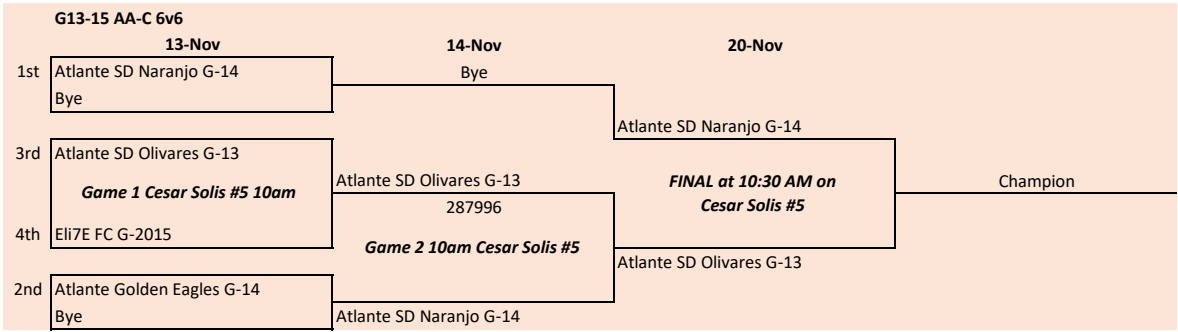 G13-15 AA-C 6v6
13-Nov 14-Nov 20-Nov
1st Atlante SD Naranjo G-14 Bye
Bye
Atlante SD Naranjo G-14
3rd Atlante SD Olivares G-13
Game 1 Cesar Solis #5 10am Atlante SD Olivares G-13 FINAL at 10:30 AM on Champion
287996 Cesar Solis #5
4th Eli7E FC G-2015 Game 2 10am Cesar Solis #5
Atlante SD Olivares G-13
2nd Atlante Golden Eagles G-14
Bye Atlante SD Naranjo G-14